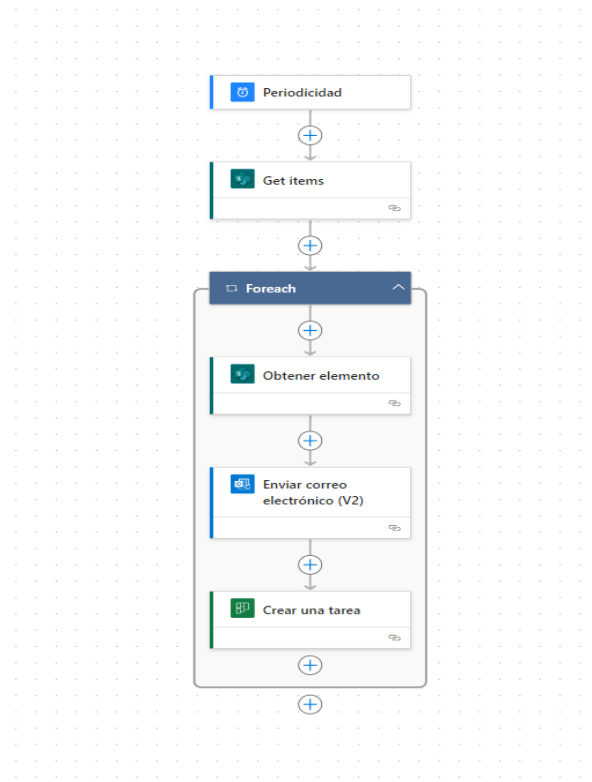 Periodicidad
Get items
Foreach
Obtener elemento
Enviar correo
electrónico (V2)
Crear una tarea